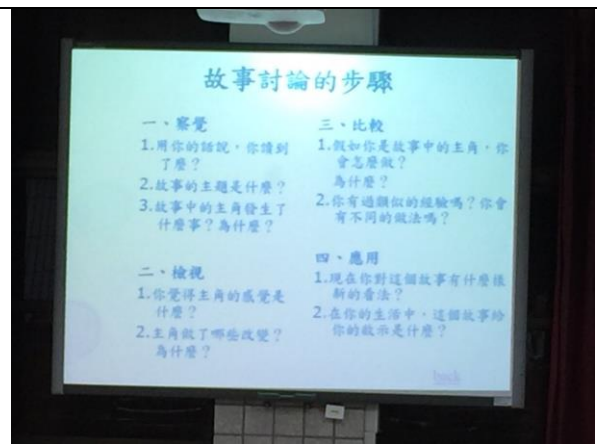 故事討論的步驟
一、察覺
1.用你的話說，你讀到
了麼？
2.故事的主題是什麼？
3.故事中的主角發生了
什麼事？為什麼？
二、檢視
1.你覺得主角的感覺是
什麼？
2.主角做了哪些改變？
為什麼？
三、比較
1.假如你是故事中的主角，你
會怎麼做？
為什麼？
2.你有過類似的經驗嗎？你會
有不同的做法嗎？
四、應用
1.現在你對這個故事有什麼樣
新的看法？
2.在你的生活中，這個故事給
你的啟示是什麼？
back